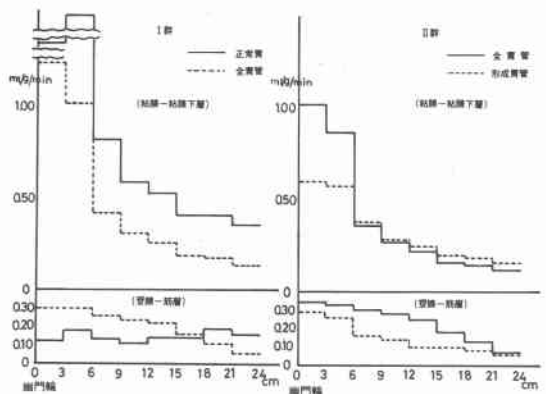 I 群
正常胃
全胃管
mℓ/g/min
(粘膜—粘膜下層)
1.00
0.50
(漿膜—筋層)
0.30
0.20
0.10
0
0 3 6 9 12 15 18 21 24 cm
幽門輪
II 群
全胃管
形成胃管
mℓ/g/min
(粘膜—粘膜下層)
1.00
0.50
(漿膜—筋層)
0.30
0.20
0.10
0
0 3 6 9 12 15 18 21 24 cm
幽門輪